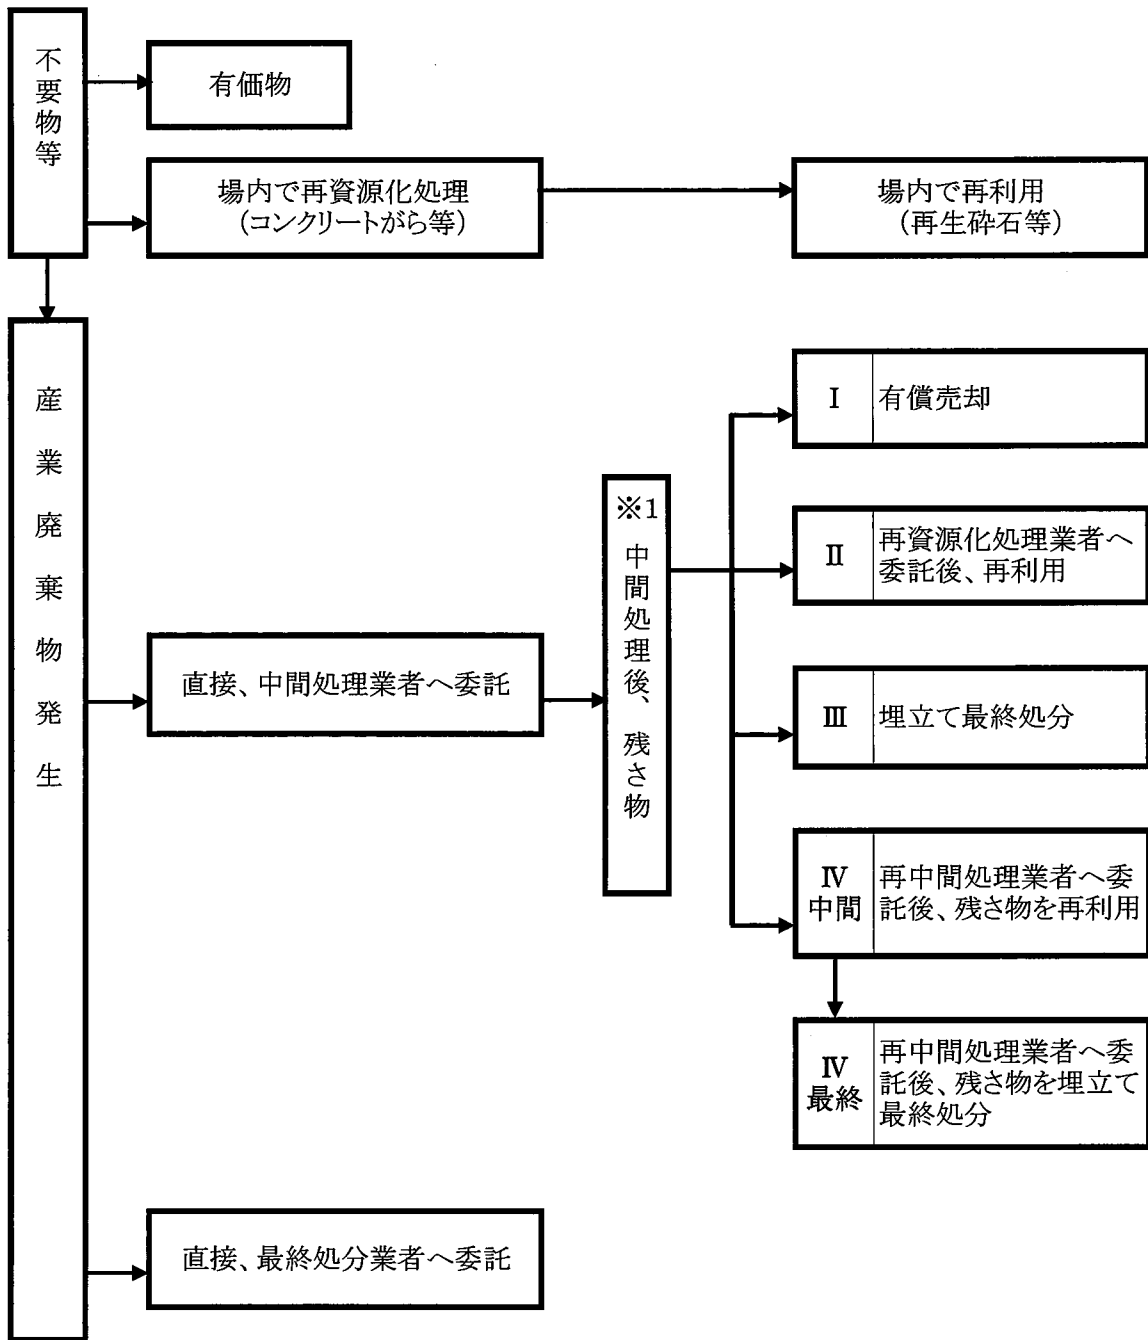 不要物等
有価物
場内で再資源化処理
(コンクリートがら等)
場内で再利用
(再生砕石等)
産業廃棄物発生
直接、中間処理業者へ委託
※1
中間処理後、残さ物
Ⅰ
有償売却
Ⅱ
再資源化処理業者へ
委託後、再利用
Ⅲ
埋立て最終処分
Ⅳ
中間
再中間処理業者へ委
託後、残さ物を再利用
Ⅳ
最終
再中間処理業者へ委
託後、残さ物を埋立て
最終処分
直接、最終処分業者へ委託